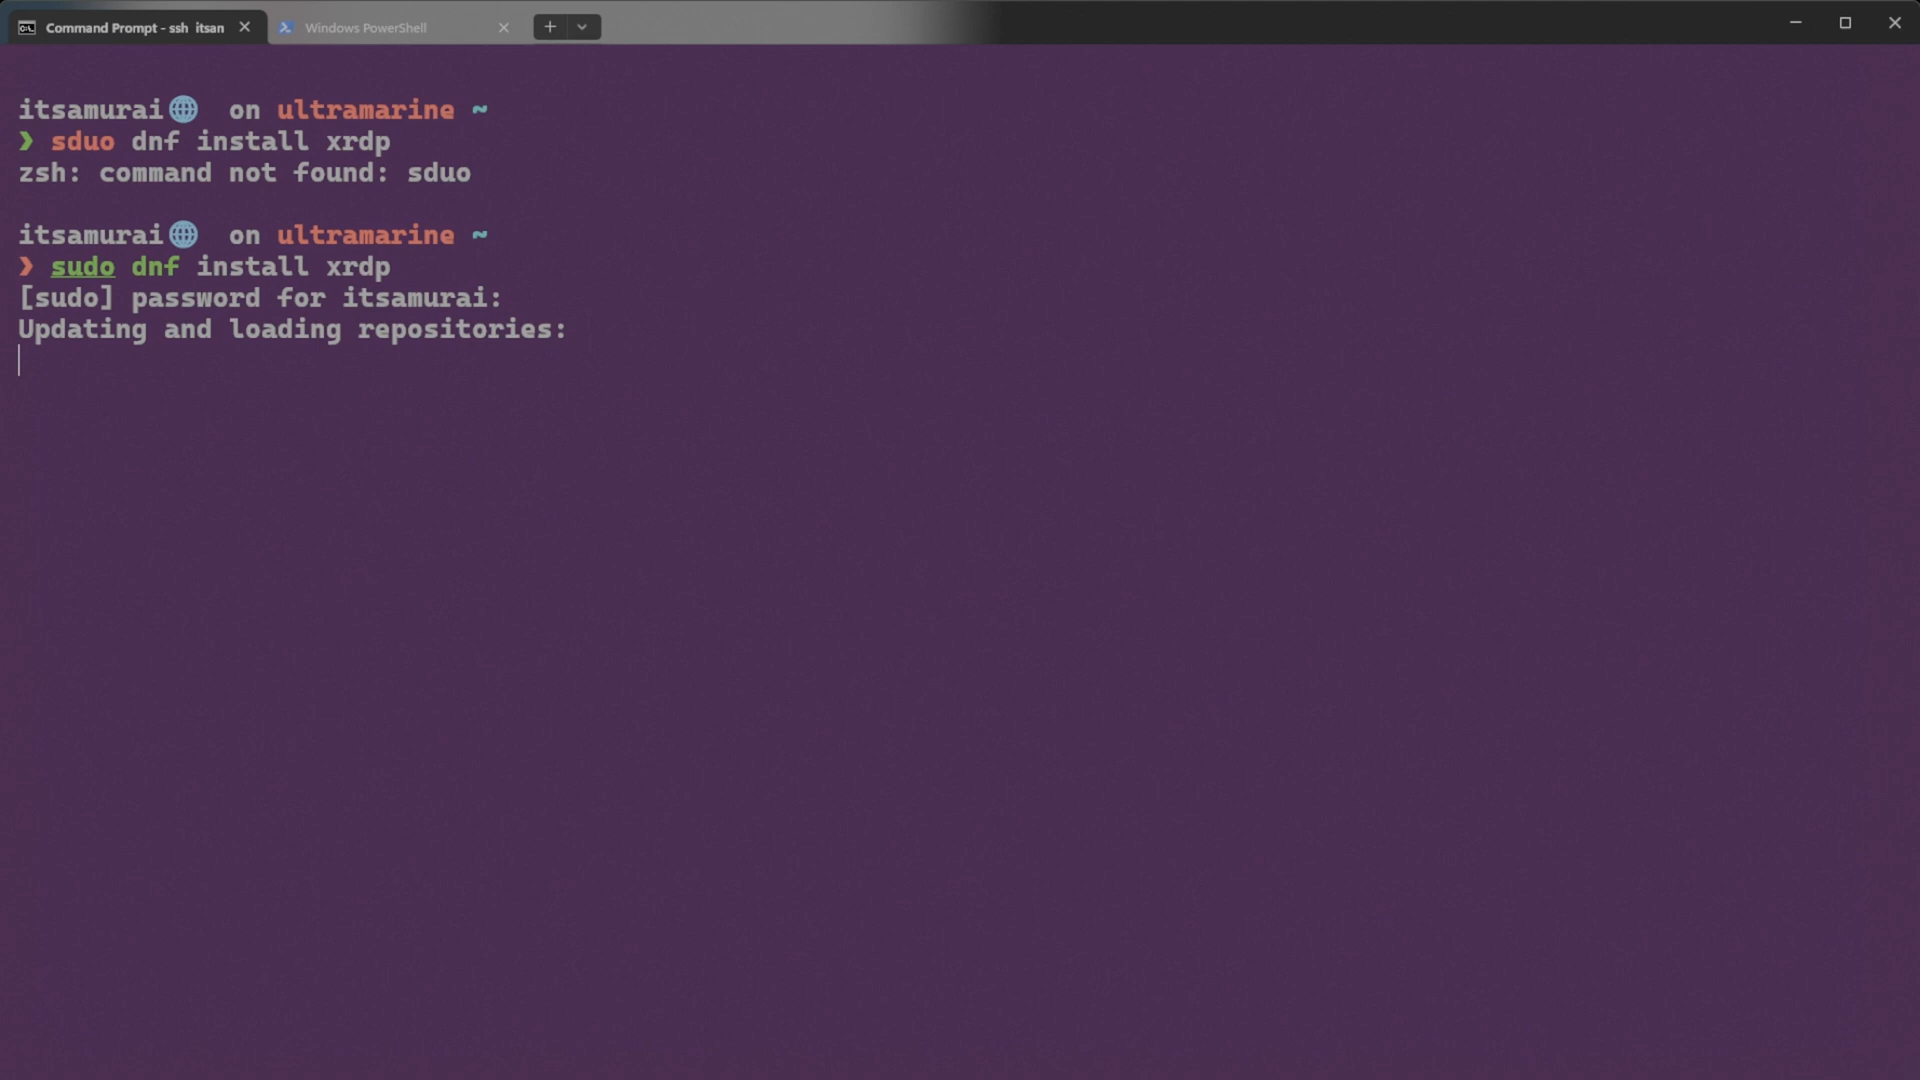 Command Prompt - ssh itsan
Windows PowerShell
itsamurai on ultramarine ~
❯ sduo dnf install xrdp
zsh: command not found: sduo
itsamurai on ultramarine ~
❯ sudo dnf install xrdp
[sudo] password for itsamurai:
Updating and loading repositories: